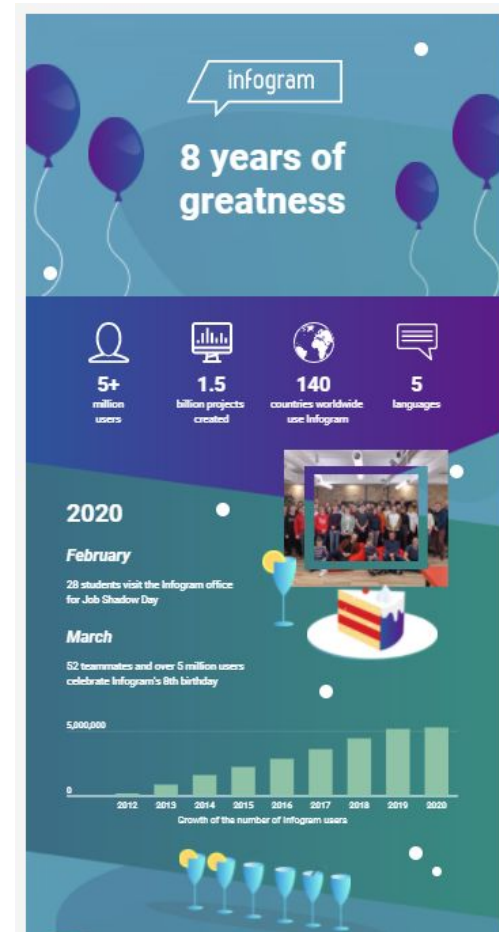 infogram
8 years of
greatness
5+
million
users
1.5
billion projects
created
140
countries worldwide
use Infogram
5
languages
2020
February
28 students visit the Infogram office
for Job Shadow Day
March
52 teammates and over 5 million users
celebrate Infogram's 8th birthday
5,000,000
0
2012 2013 2014 2015 2016 2017 2018 2019 2020
Growth of the number of Infogram users